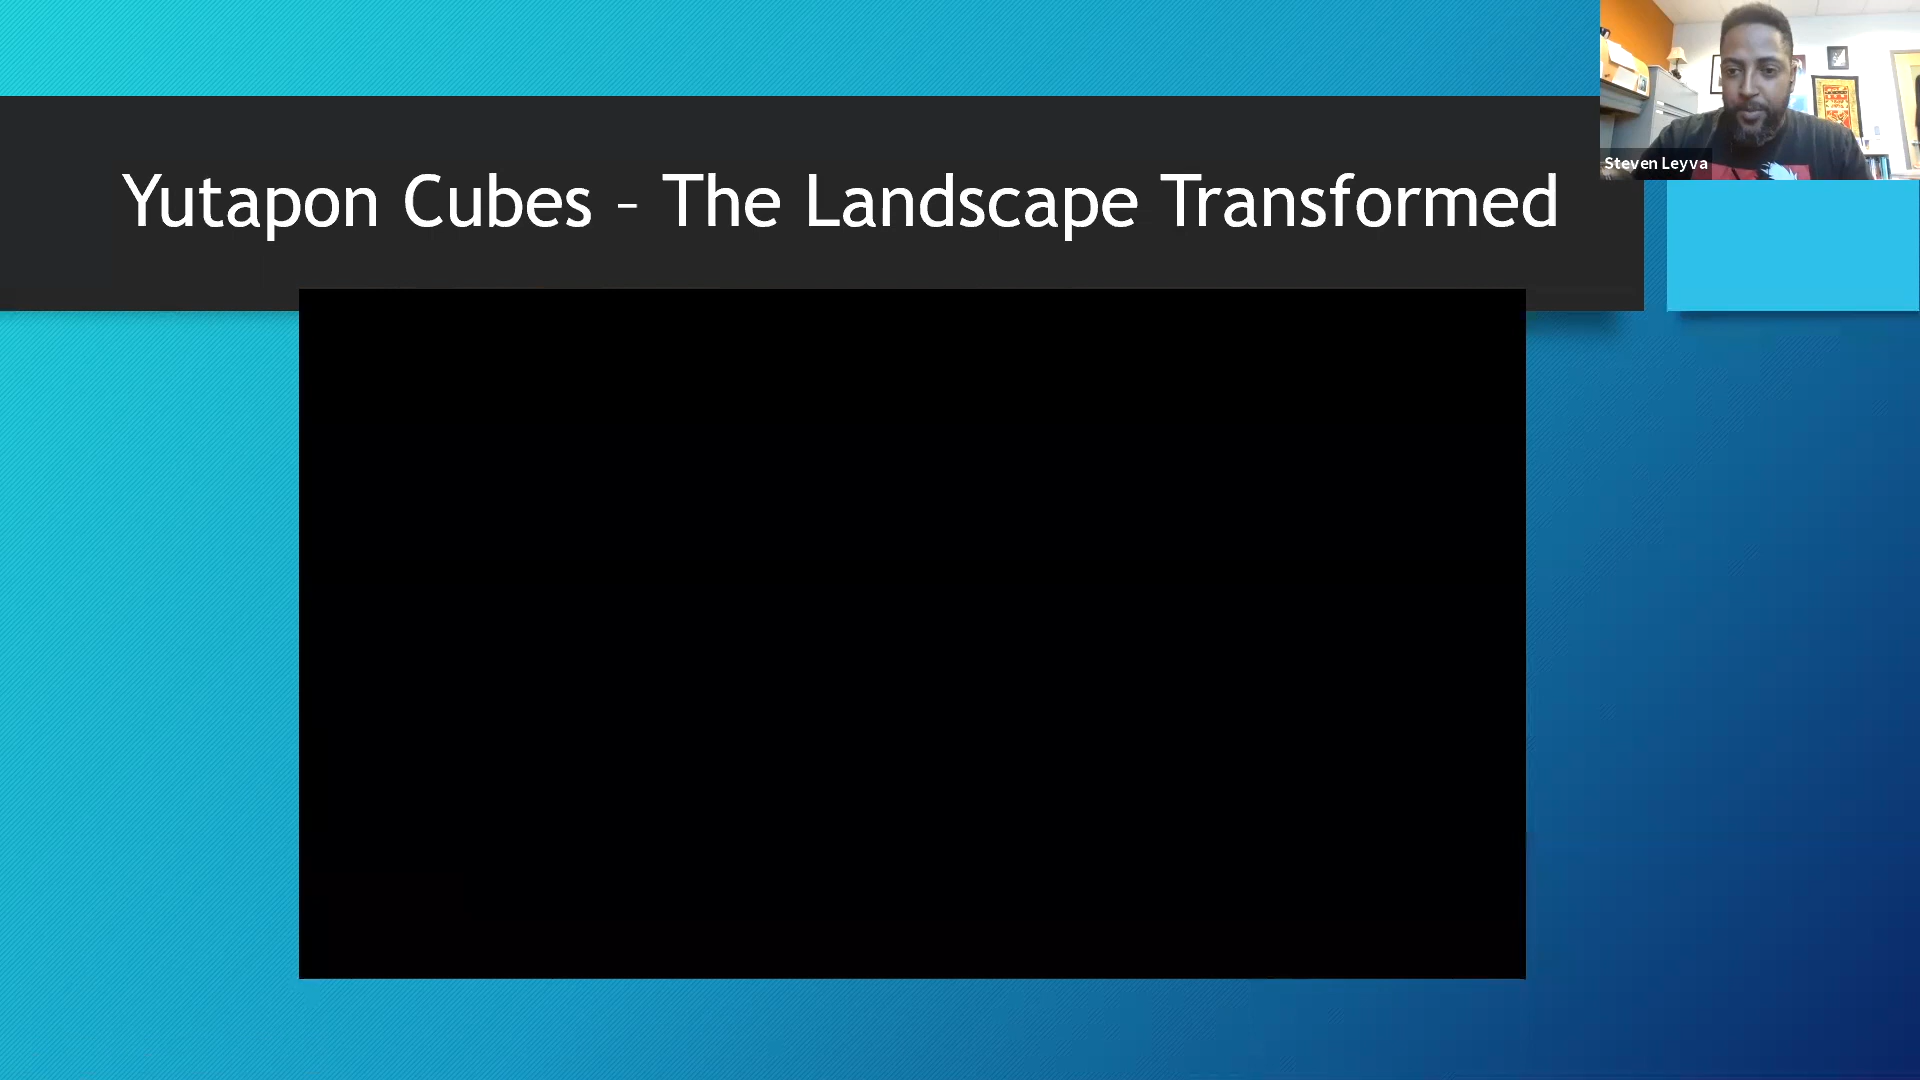 Yutapon Cubes – The Landscape Transformed
Steven Leyva